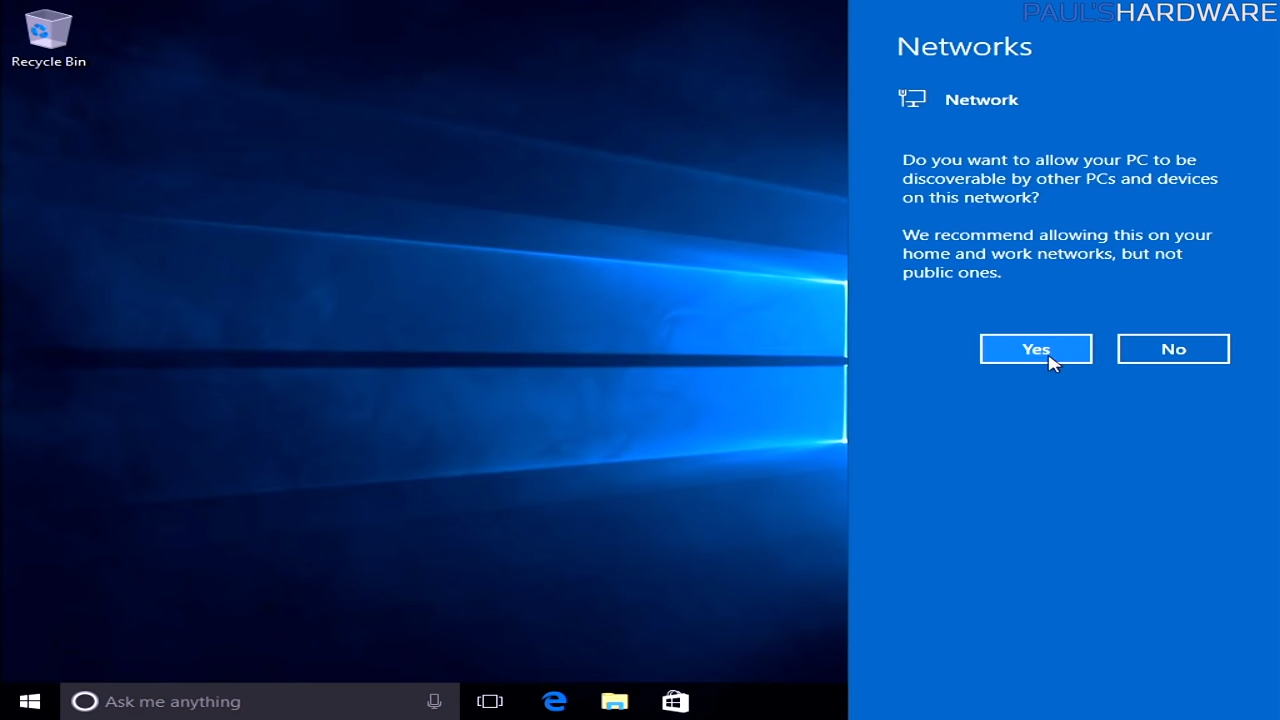 Recycle Bin
PAUL'SHARDWARE
Networks
Network
Do you want to allow your PC to be
discoverable by other PCs and devices
on this network?
We recommend allowing this on your
home and work networks, but not
public ones.
Yes
No
Ask me anything